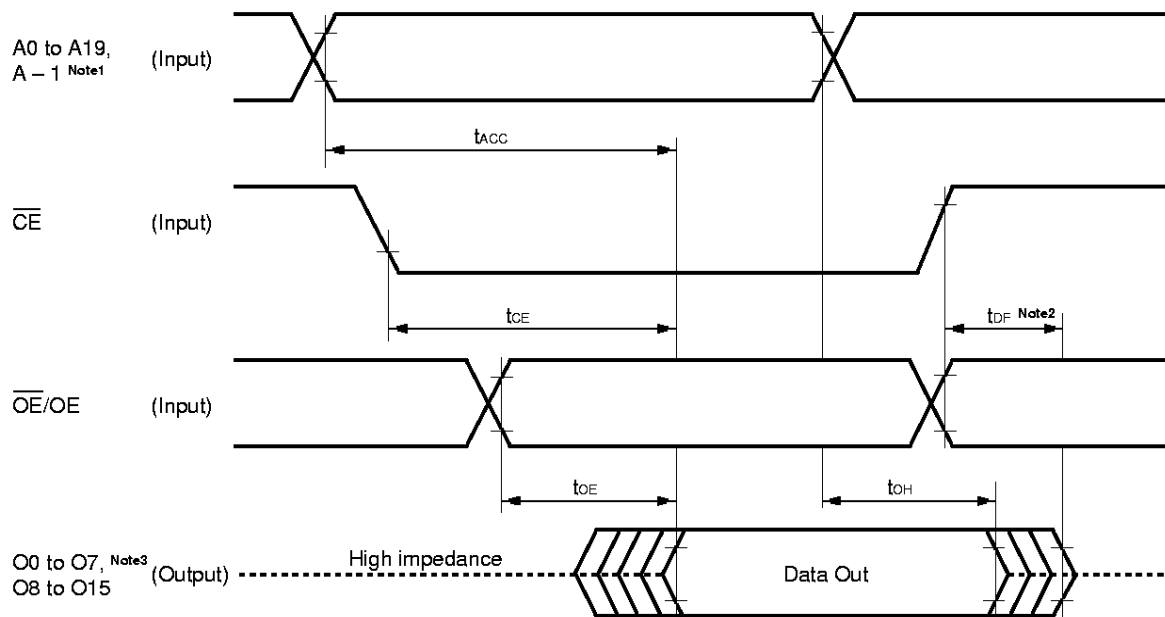 A0 to A19,
A – 1 Note1 (Input)
tACC
CE (Input)
tCE
tDF Note2
OE/OE (Input)
tOE
tOH
O0 to O7, Note3
O8 to O15 (Output)
High impedance
Data Out